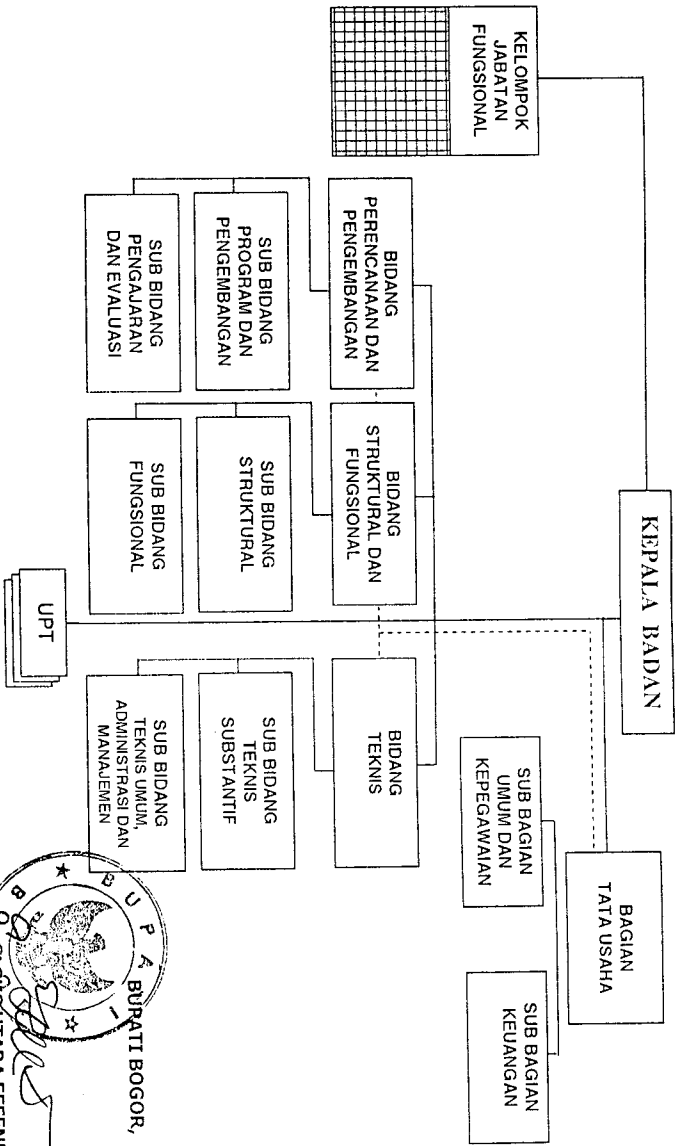 KEPALA BADAN
KELOMPOK
JABATAN
FUNGSIONAL
BAGIAN
TATA USAHA
SUB BAGIAN
UMUM DAN
KEPEGAWAIAN
SUB BAGIAN
KEUANGAN
BIDANG
PERENCANAAN DAN
PENGEMBANGAN
BIDANG
STRUKTURAL DAN
FUNGSIONAL
BIDANG
TEKNIS
SUB BIDANG
PROGRAM DAN
PENGEMBANGAN
SUB BIDANG
STRUKTURAL
SUB BIDANG
TEKNIS
SUBSTANTIF
SUB BIDANG
PENGAJARAN
DAN EVALUASI
SUB BIDANG
FUNGSIONAL
SUB BIDANG
TEKNIS UMUM,
ADMINISTRASI DAN
MANAJEMEN
UPT
BUPATI BOGOR,
BUPA